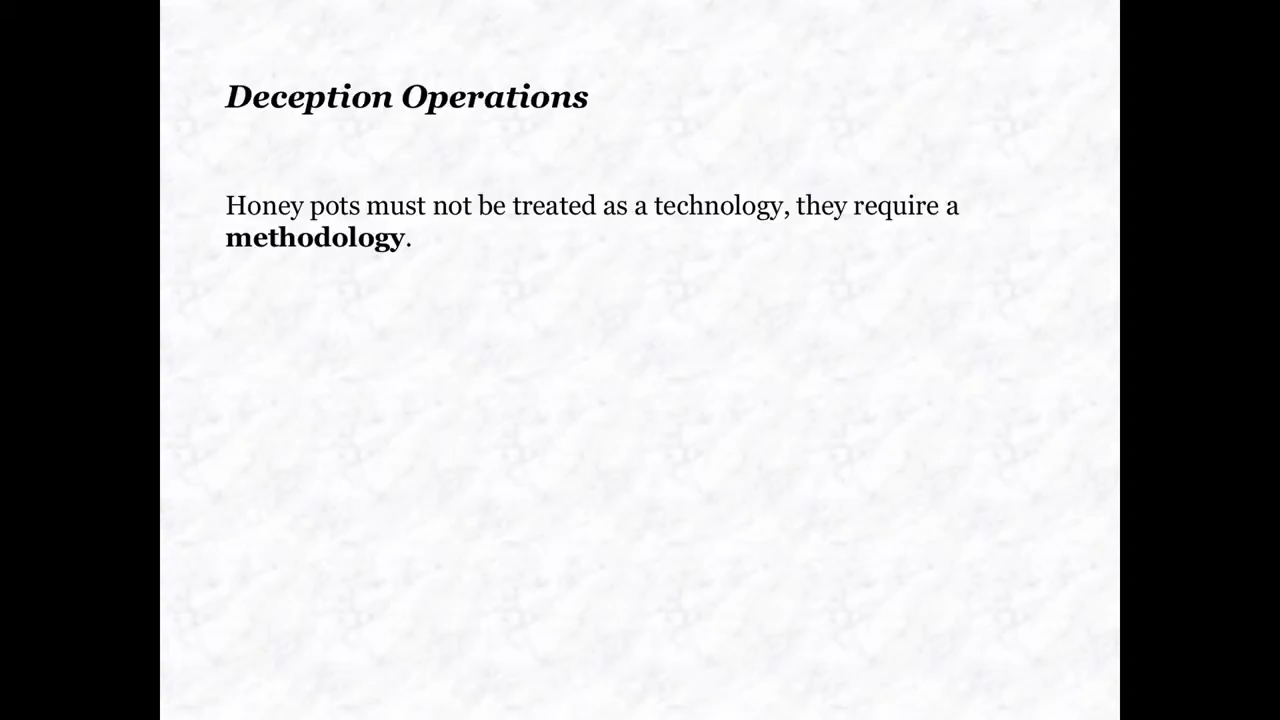 Deception Operations
Honey pots must not be treated as a technology, they require a
methodology.